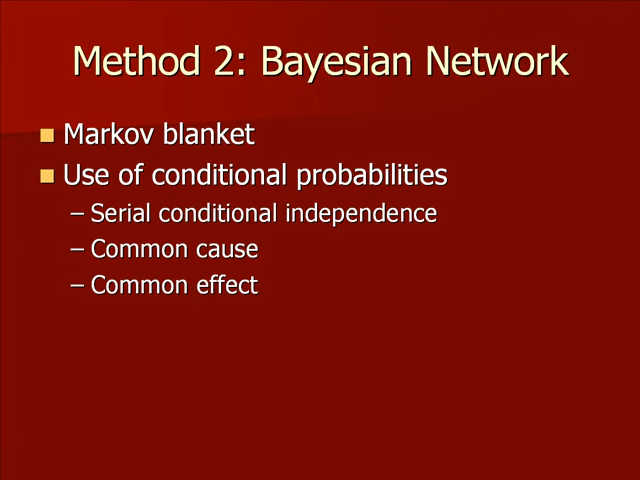 Method 2: Bayesian Network
■ Markov blanket
■ Use of conditional probabilities
– Serial conditional independence
– Common cause
– Common effect